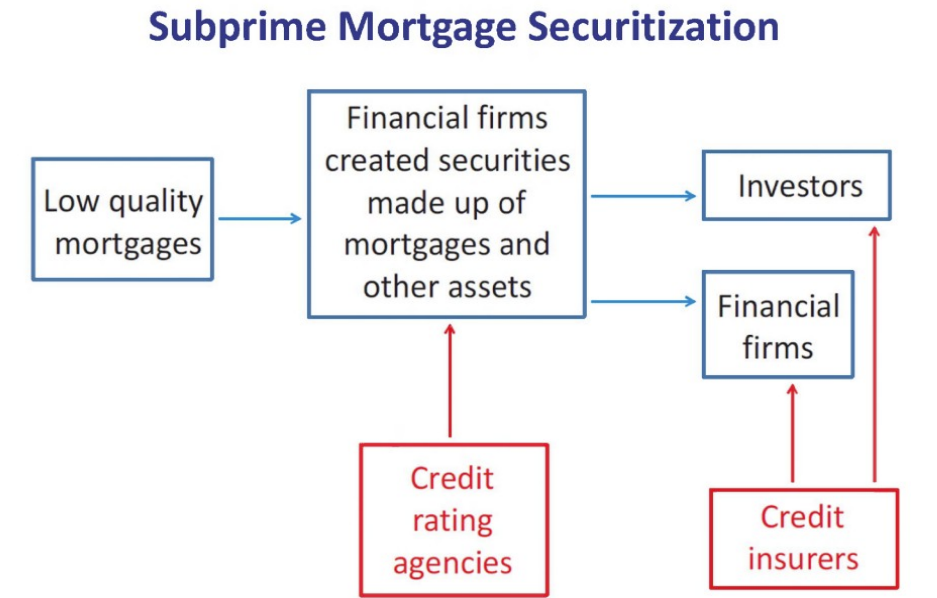 Subprime Mortgage Securitization
Low quality
mortgages
Financial firms
created securities
made up of
mortgages and
other assets
Investors
Financial
firms
Credit
rating
agencies
Credit
insurers